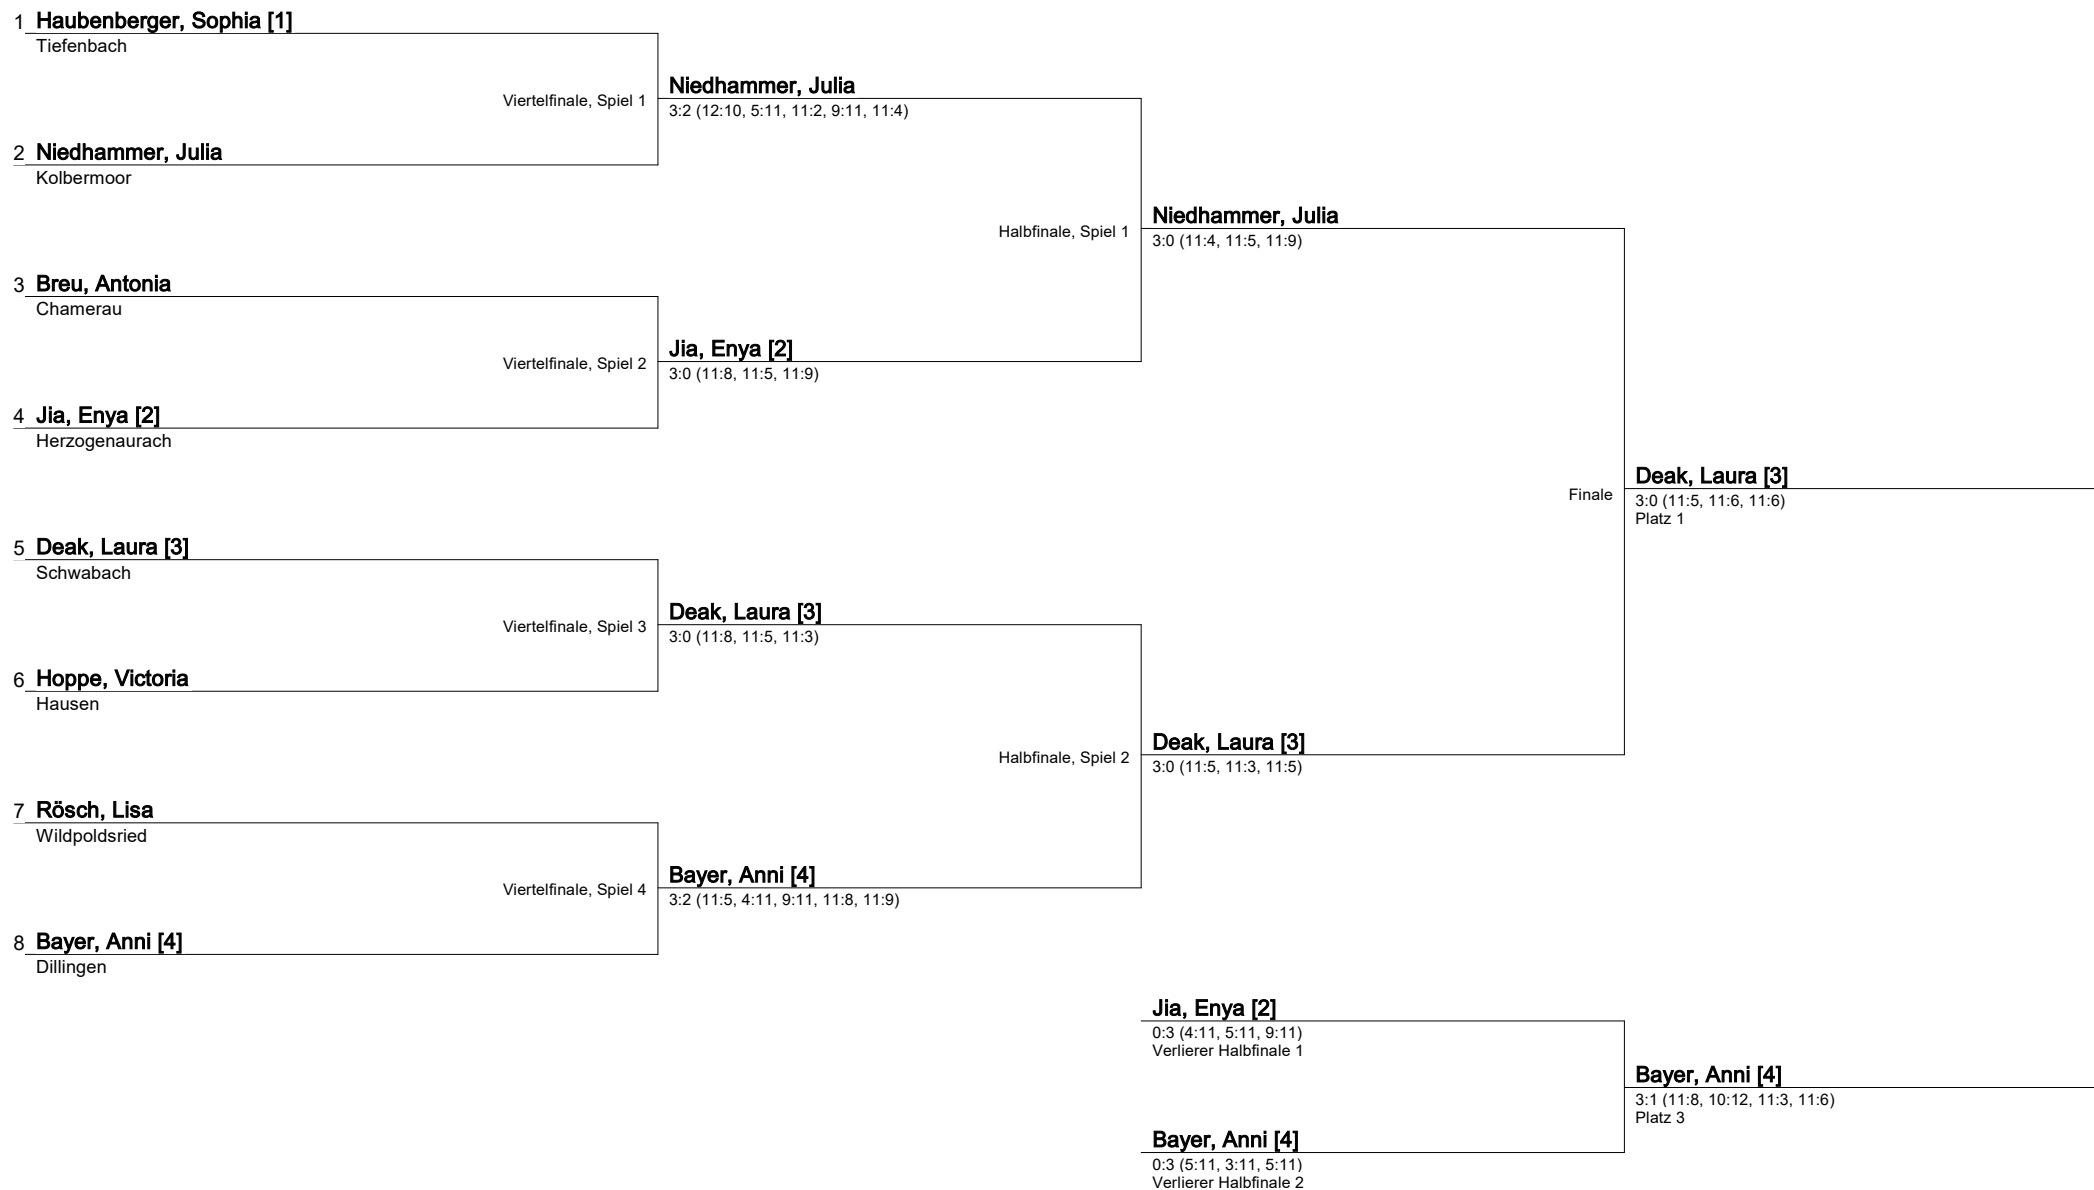 1 Haubenberger, Sophia [1]
Tiefenbach
Viertelfinale, Spiel 1
Niedhammer, Julia
3:2 (12:10, 5:11, 11:2, 9:11, 11:4)
2 Niedhammer, Julia
Kolbermoor
Halbfinale, Spiel 1
Niedhammer, Julia
3:0 (11:4, 11:5, 11:9)
3 Breu, Antonia
Chamerau
Viertelfinale, Spiel 2
Jia, Enya [2]
3:0 (11:8, 11:5, 11:9)
4 Jia, Enya [2]
Herzogenaurach
Finale
Deak, Laura [3]
3:0 (11:5, 11:6, 11:6)
Platz 1
5 Deak, Laura [3]
Schwabach
Viertelfinale, Spiel 3
Deak, Laura [3]
3:0 (11:8, 11:5, 11:3)
6 Hoppe, Victoria
Hausen
Halbfinale, Spiel 2
Deak, Laura [3]
3:0 (11:5, 11:3, 11:5)
7 Rösch, Lisa
Wildpoldsried
Viertelfinale, Spiel 4
Bayer, Anni [4]
3:2 (11:5, 4:11, 9:11, 11:8, 11:9)
8 Bayer, Anni [4]
Dillingen
Jia, Enya [2]
0:3 (4:11, 5:11, 9:11)
Verlierer Halbfinale 1
Bayer, Anni [4]
3:1 (11:8, 10:12, 11:3, 11:6)
Platz 3
Bayer, Anni [4]
0:3 (5:11, 3:11, 5:11)
Verlierer Halbfinale 2